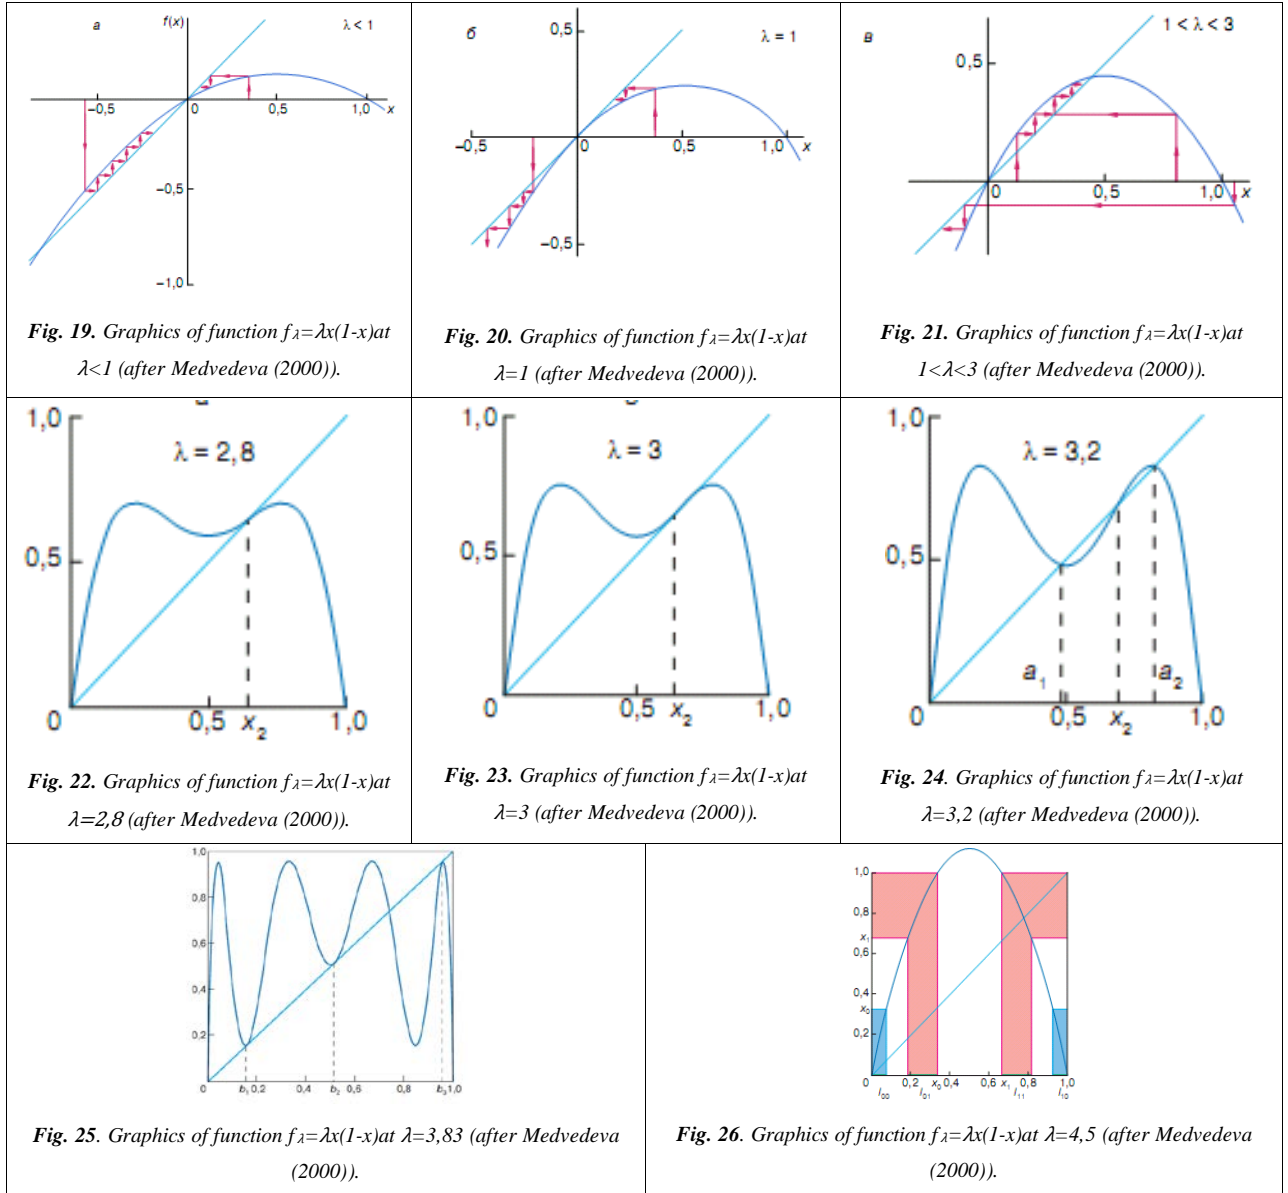 a f(x) λ < 1
−0,5 0 0,5 1,0 x
−0,5
−1,0
Fig. 19. Graphics of function fλ=λx(1-x)at
λ<1 (after Medvedeva (2000)).
б 0,5 λ = 1
−0,5 0 0,5 1,0 x
−0,5
Fig. 20. Graphics of function fλ=λx(1-x)at
λ=1 (after Medvedeva (2000)).
в 1 < λ < 3
0,5
0 0,5 1,0 x
Fig. 21. Graphics of function fλ=λx(1-x)at
1<λ<3 (after Medvedeva (2000)).
1,0
λ = 2,8
0,5
0 0,5 x2 1,0
Fig. 22. Graphics of function fλ=λx(1-x)at
λ=2,8 (after Medvedeva (2000)).
1,0
λ = 3
0,5
0 0,5 x2 1,0
Fig. 23. Graphics of function fλ=λx(1-x)at
λ=3 (after Medvedeva (2000)).
1,0
λ = 3,2
0,5
a1 a2
0 0,5 x2 1,0
Fig. 24. Graphics of function fλ=λx(1-x)at
λ=3,2 (after Medvedeva (2000)).
1,0
0,8
0,6
0,4
0,2
0 b1 0,2 0,4 b2 0,6 0,8 b3 1,0
Fig. 25. Graphics of function fλ=λx(1-x)at λ=3,83 (after Medvedeva
(2000)).
1,0
0,8
x1
0,6
0,4
x0
0,2
0 0,2 x0 0,4 0,6 x1 0,8 1,0
I00 I01 I11 I10
Fig. 26. Graphics of function fλ=λx(1-x)at λ=4,5 (after Medvedeva
(2000)).